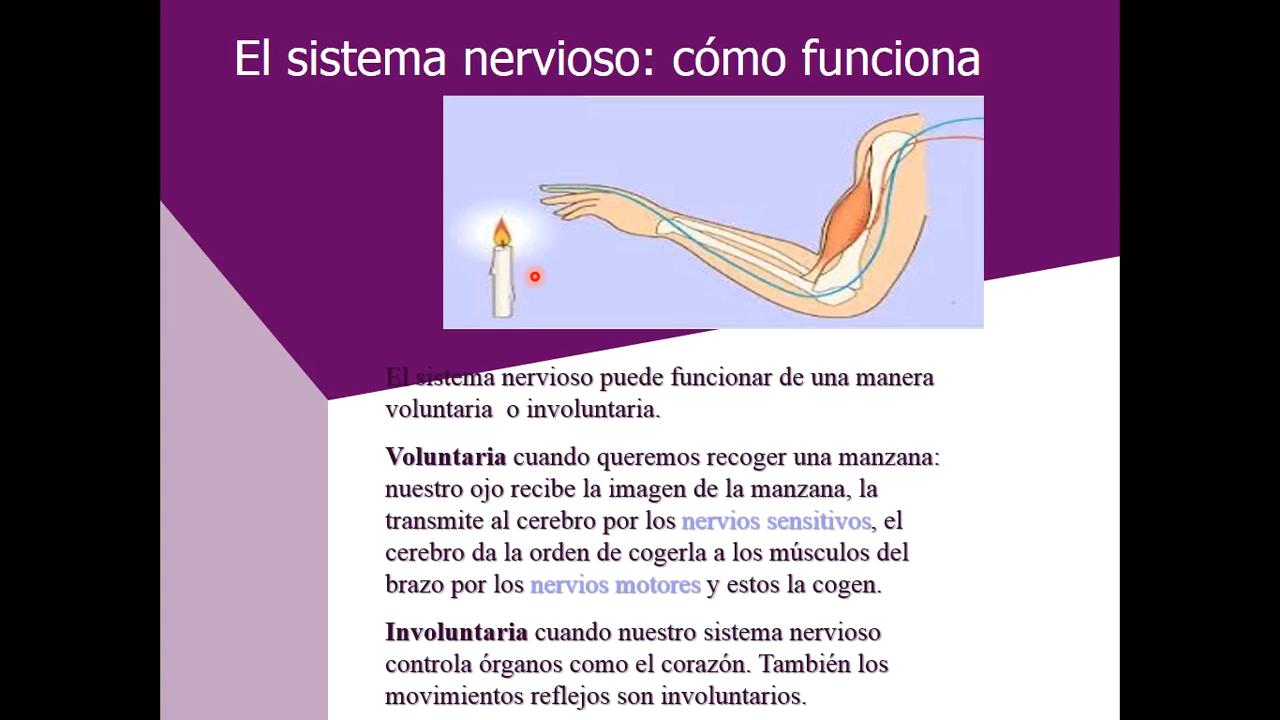 El sistema nervioso: cómo funciona
El sistema nervioso puede funcionar de una manera
voluntaria o involuntaria.
Voluntaria cuando queremos recoger una manzana:
nuestro ojo recibe la imagen de la manzana, la
transmite al cerebro por los nervios sensitivos, el
cerebro da la orden de cogerla a los músculos del
brazo por los nervios motores y estos la cogen.
Involuntaria cuando nuestro sistema nervioso
controla órganos como el corazón. También los
movimientos reflejos son involuntarios.